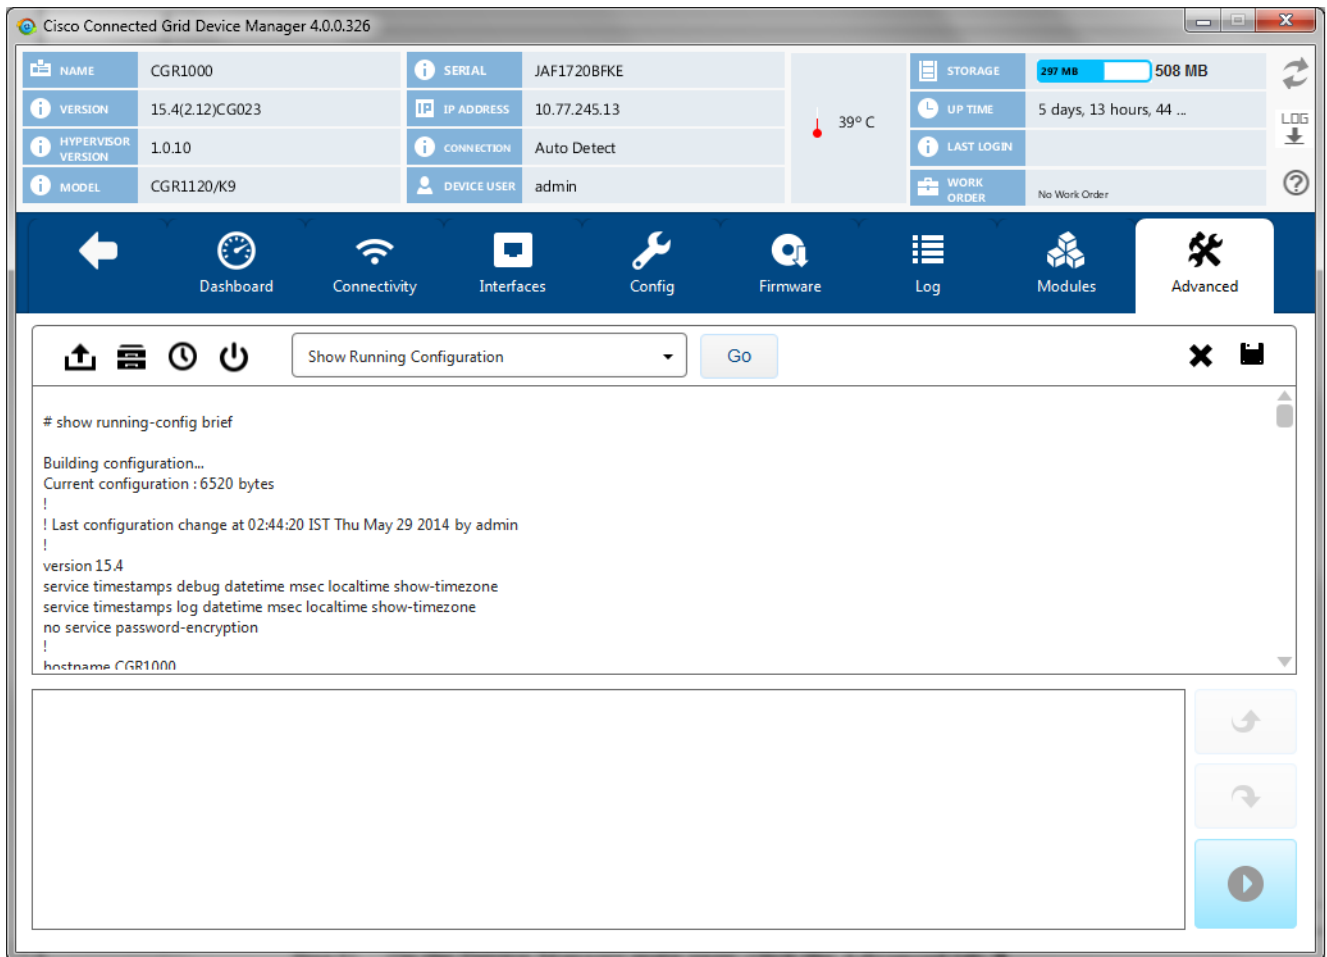 Cisco Connected Grid Device Manager 4.0.0.326
NAME CGR1000
SERIAL JAF1720BFKE
STORAGE 297 MB 508 MB
VERSION 15.4(2.12)CG023
IP IP ADDRESS 10.77.245.13
39° C
UP TIME 5 days, 13 hours, 44 ...
LOG
HYPERVISOR VERSION 1.0.10
CONNECTION Auto Detect
LAST LOGIN
MODEL CGR1120/K9
DEVICE USER admin
WORK ORDER No Work Order
Dashboard Connectivity Interfaces Config Firmware Log Modules Advanced
Show Running Configuration Go
# show running-config brief
Building configuration...
Current configuration : 6520 bytes
!
! Last configuration change at 02:44:20 IST Thu May 29 2014 by admin
!
version 15.4
service timestamps debug datetime msec localtime show-timezone
service timestamps log datetime msec localtime show-timezone
no service password-encryption
!
hostname CGR1000